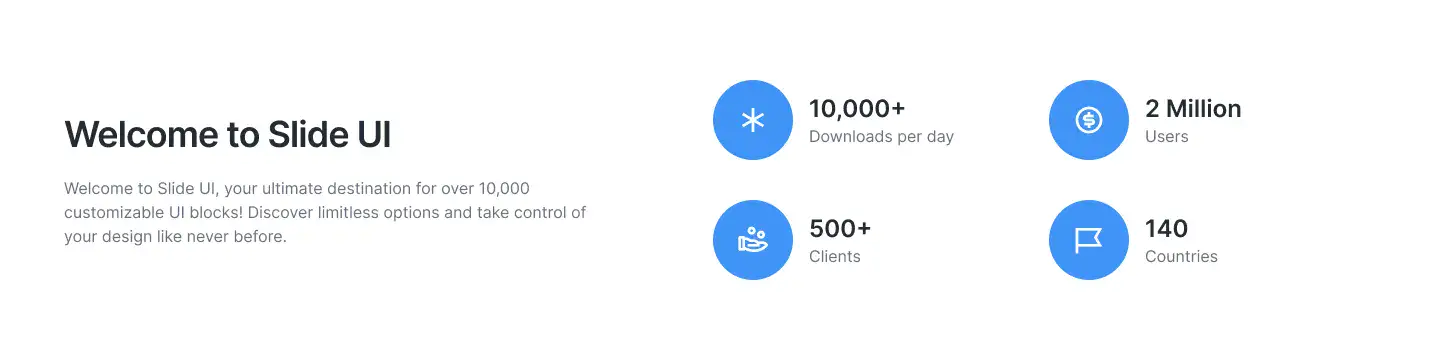 Welcome to Slide UI
Welcome to Slide UI, your ultimate destination for over 10,000
customizable UI blocks! Discover limitless options and take control of
your design like never before.
10,000+
Downloads per day
2 Million
Users
500+
Clients
140
Countries